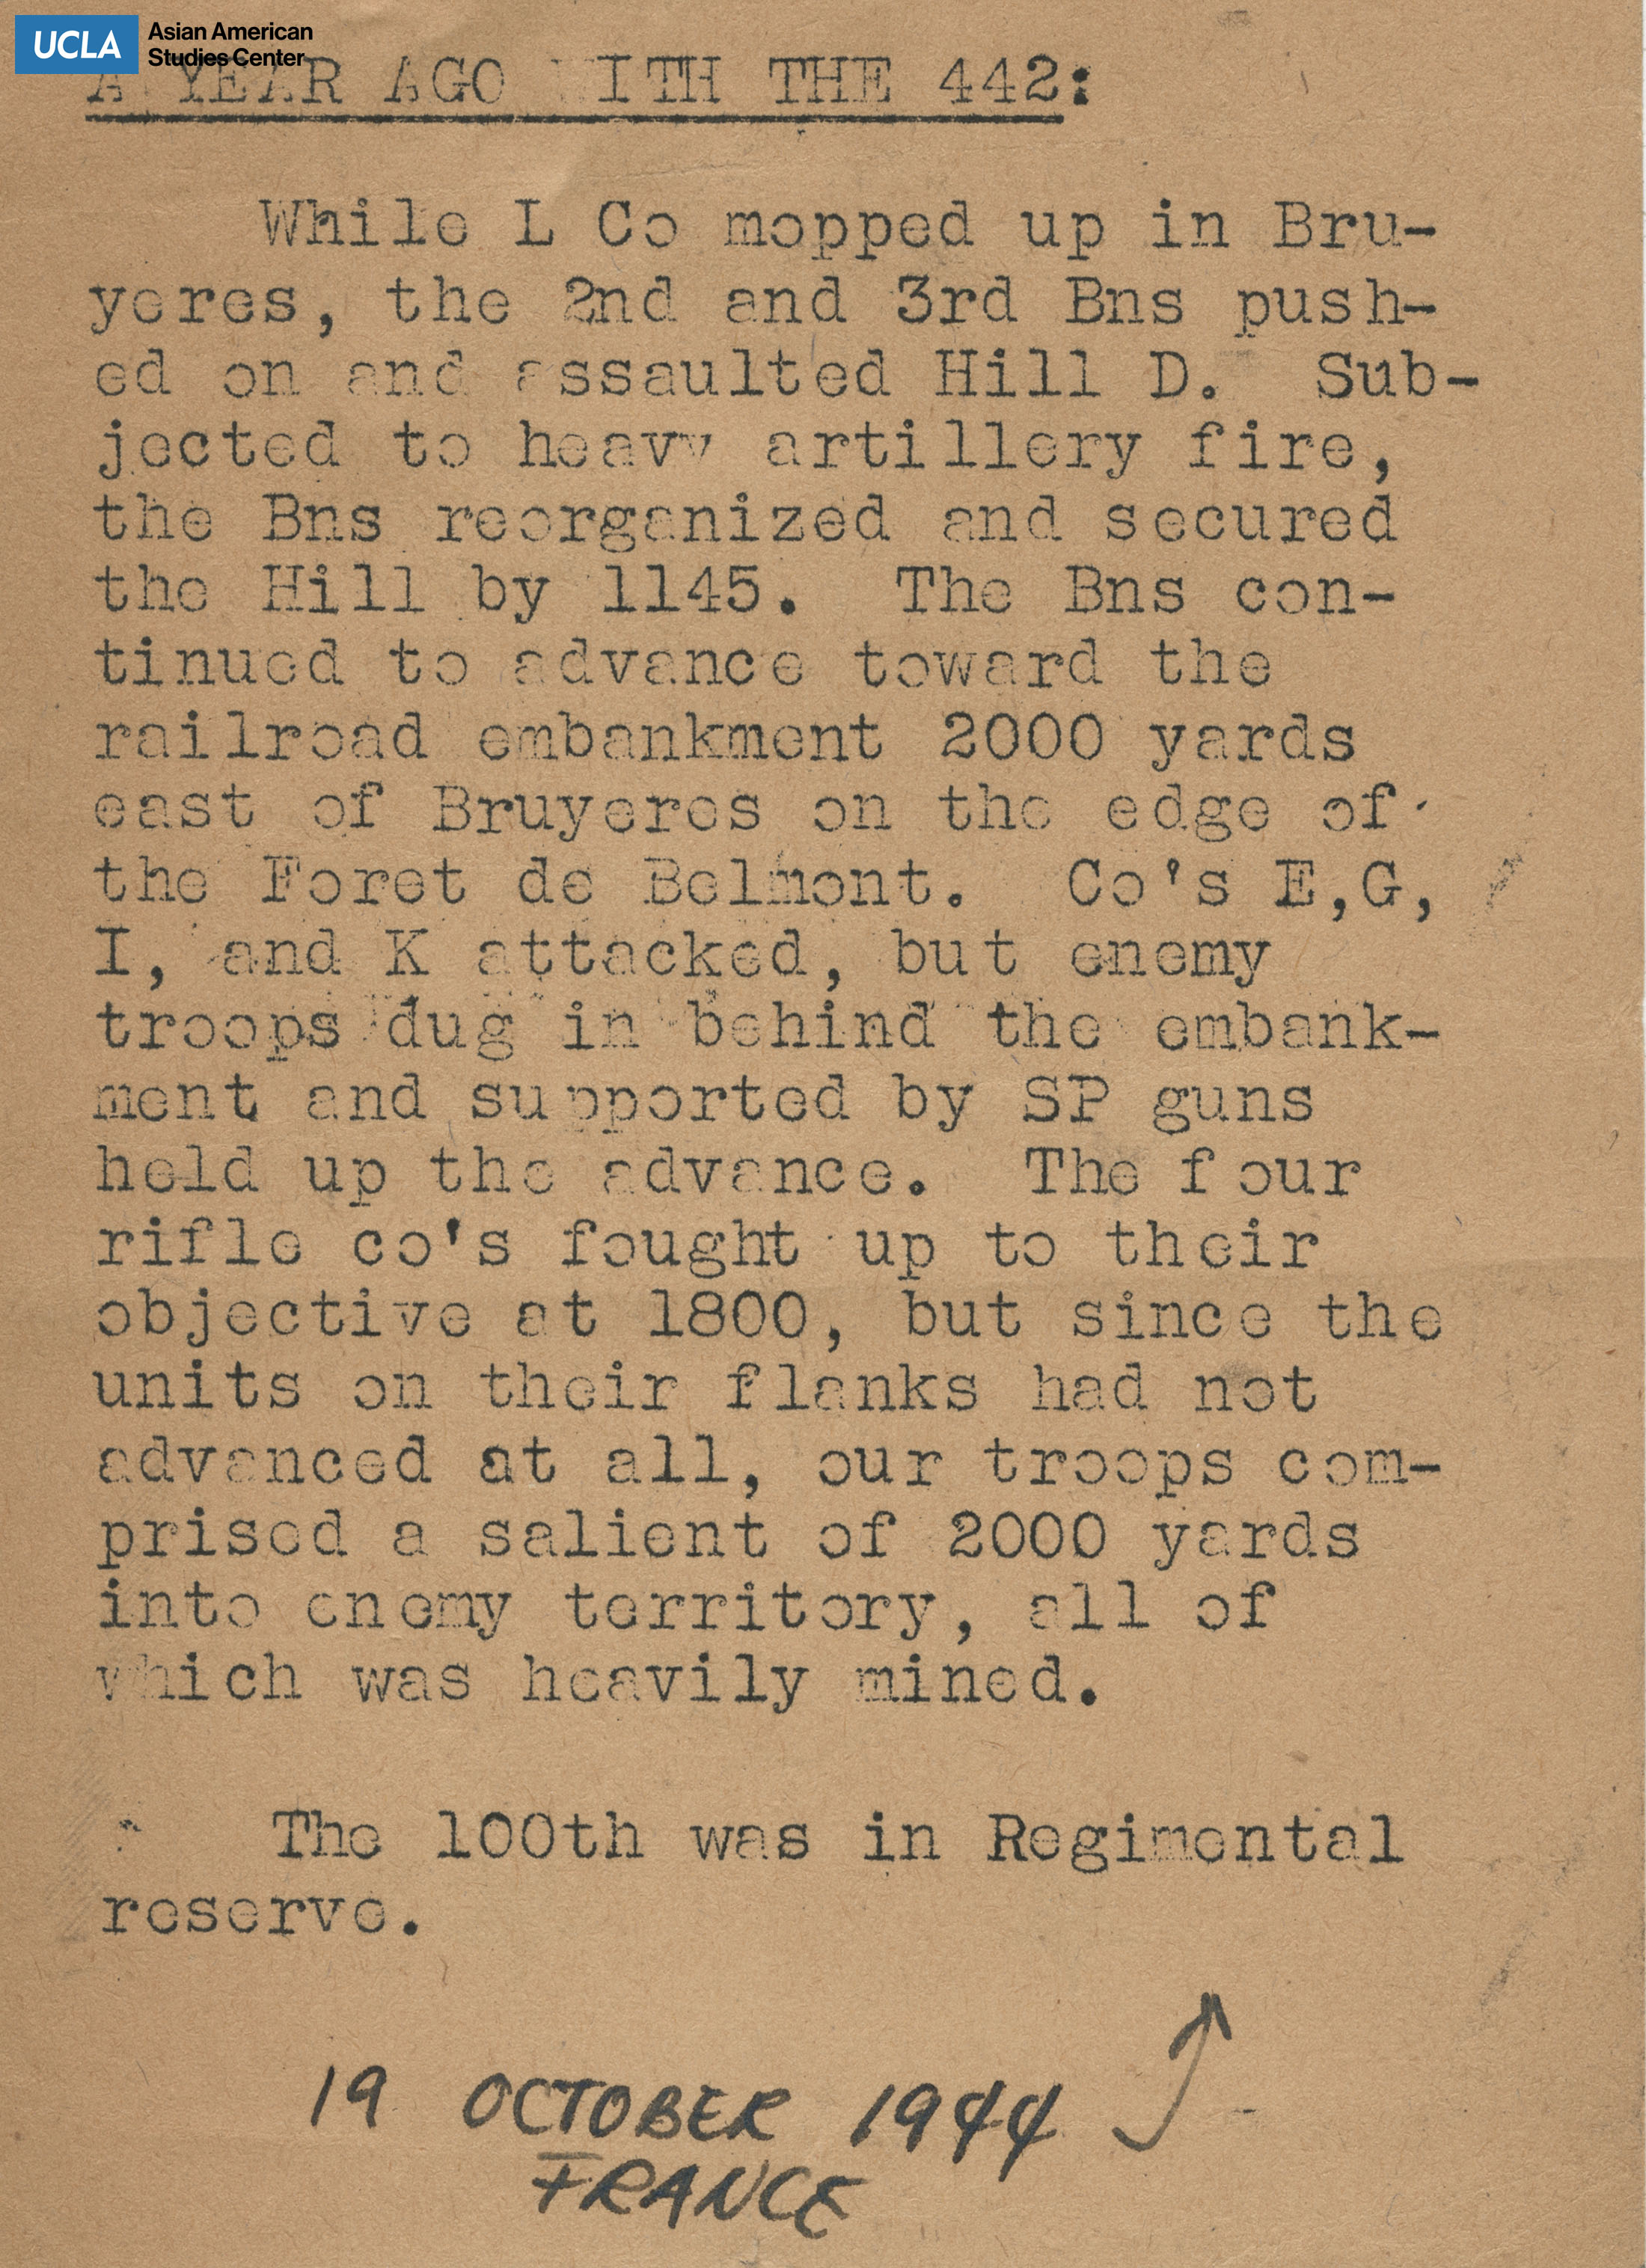 UCLA Asian American
Studies Center
A YEAR AGO WITH THE 442:
While L Co mopped up in Bru-
yeres, the 2nd and 3rd Bns push-
ed on and assaulted Hill D. Sub-
jected to heavy artillery fire,
the Bns reorganized and secured
the Hill by 1145. The Bns con-
tinued to advance toward the
railroad embankment 2000 yards
east of Bruyeres on the edge of
the Foret de Belmont. Co's E,G,
I, and K attacked, but enemy
troops dug in behind the embank-
ment and supported by SP guns
held up the advance. The four
rifle co's fought up to their
objective at 1800, but since the
units on their flanks had not
advanced at all, our troops com-
prised a salient of 2000 yards
into enemy territory, all of
which was heavily mined.
The 100th was in Regimental
reserve.
19 OCTOBER 1944
FRANCE